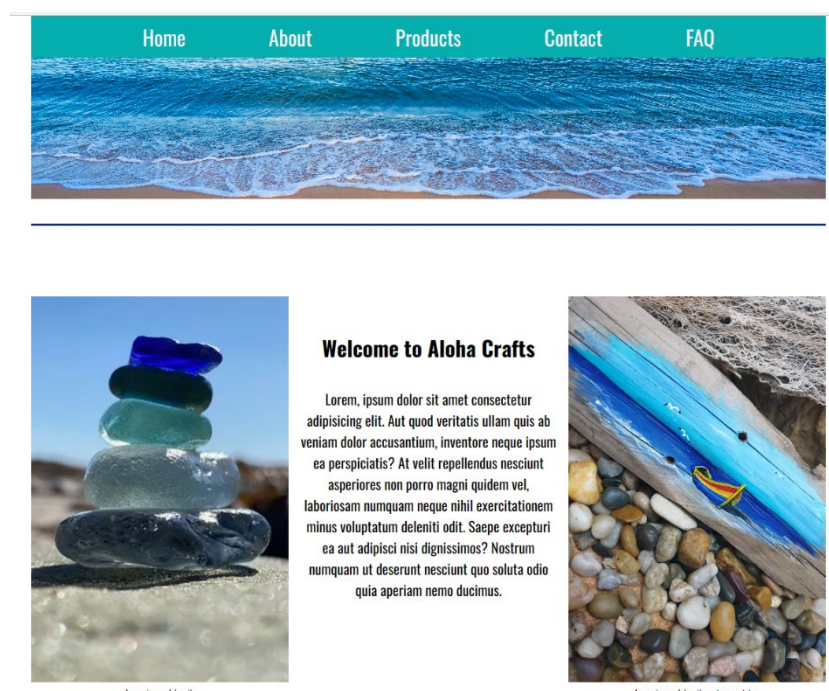 Home About Products Contact FAQ
Welcome to Aloha Crafts
Lorem, ipsum dolor sit amet consectetur
adipisicing elit. Aut quod veritatis ullam quis ab
veniam dolor accusantium, inventore neque ipsum
ea perspiciatis? At velit repellendus nesciunt
asperiores non porro magni quidem vel,
laboriosam numquam neque nihil exercitationem
minus voluptatum deleniti odit. Saepe excepturi
ea aut adipisci nisi dignissimos? Nostrum
numquam ut deserunt nesciunt quo soluta odio
quia aperiam nemo ducimus.